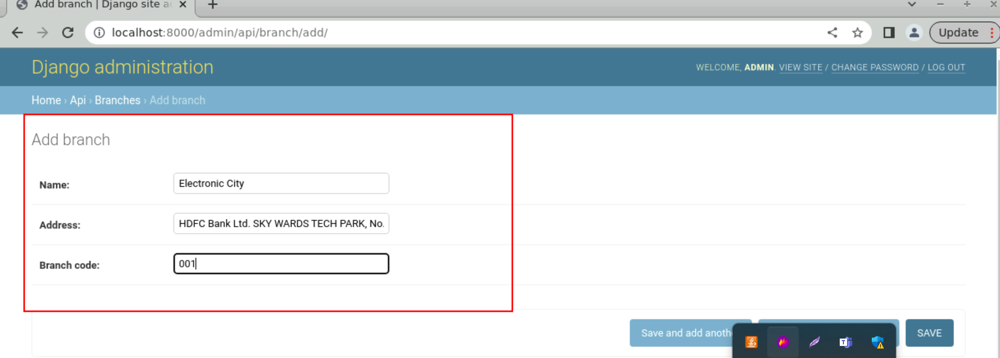 Add branch | Django site a
localhost:8000/admin/api/branch/add/
Update
Django administration
WELCOME, ADMIN. VIEW SITE / CHANGE PASSWORD / LOG OUT
Home › Api › Branches › Add branch
Add branch
Name:
Electronic City
Address:
HDFC Bank Ltd. SKY WARDS TECH PARK, No.
Branch code:
001
Save and add anoth
SAVE